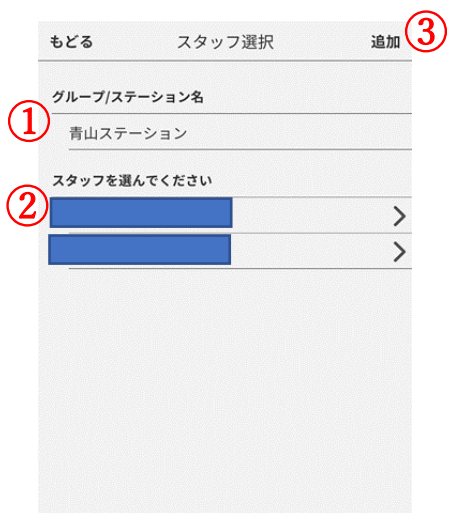 もどる スタッフ選択 追加 ③
グループ/ステーション名
① 青山ステーション
スタッフを選んでください
②